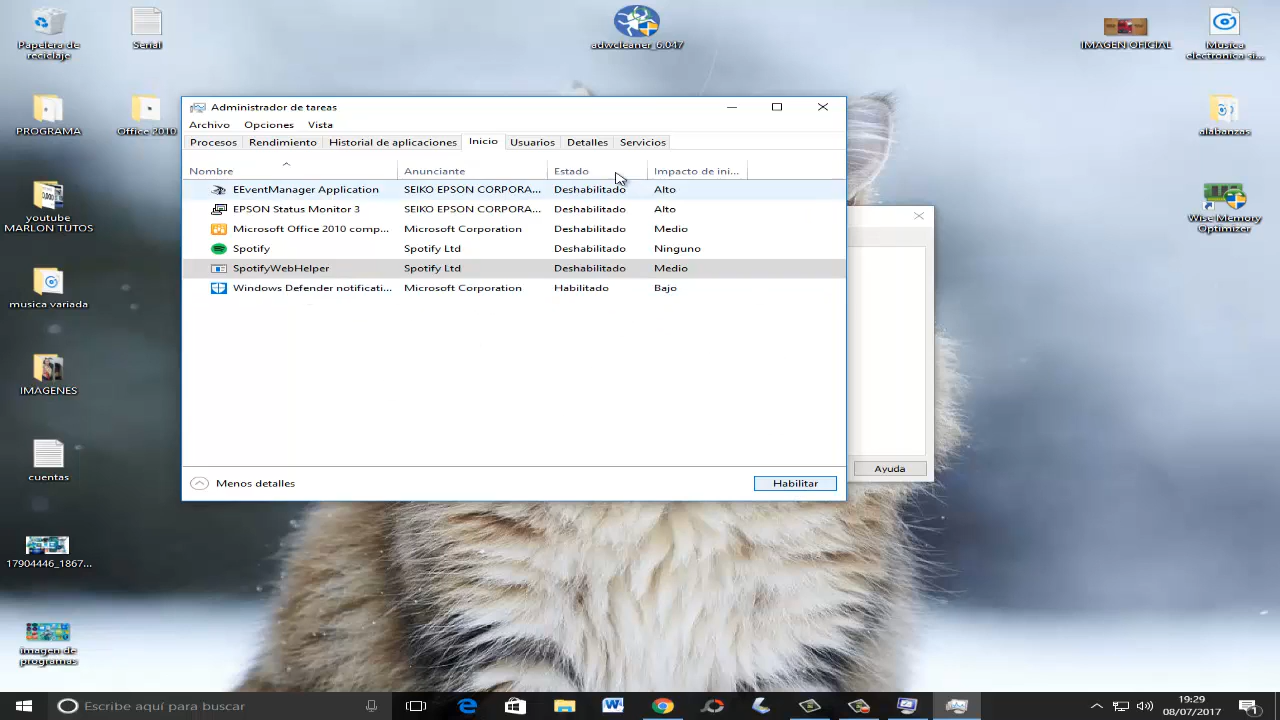 Papelera de
reciclaje
Serial
adwcleaner_6.047
IMAGEN OFICIAL
Musica
electronica si...
PROGRAMA
Office 2010
alabanzas
youtube
MARLON TUTOS
Wise Memory
Optimizer
musica variada
IMAGENES
cuentas
17904446_1867...
imagen de
programas
Administrador de tareas
Archivo Opciones Vista
Procesos Rendimiento Historial de aplicaciones Inicio Usuarios Detalles Servicios
Nombre Anunciante Estado Impacto de ini...
EEventManager Application SEIKO EPSON CORPORA... Deshabilitado Alto
EPSON Status Monitor 3 SEIKO EPSON CORPORA... Deshabilitado Alto
Microsoft Office 2010 comp... Microsoft Corporation Deshabilitado Medio
Spotify Spotify Ltd Deshabilitado Ninguno
SpotifyWebHelper Spotify Ltd Deshabilitado Medio
Windows Defender notificati... Microsoft Corporation Habilitado Bajo
Menos detalles Habilitar
Ayuda
Escribe aquí para buscar
19:29
08/07/2017
1